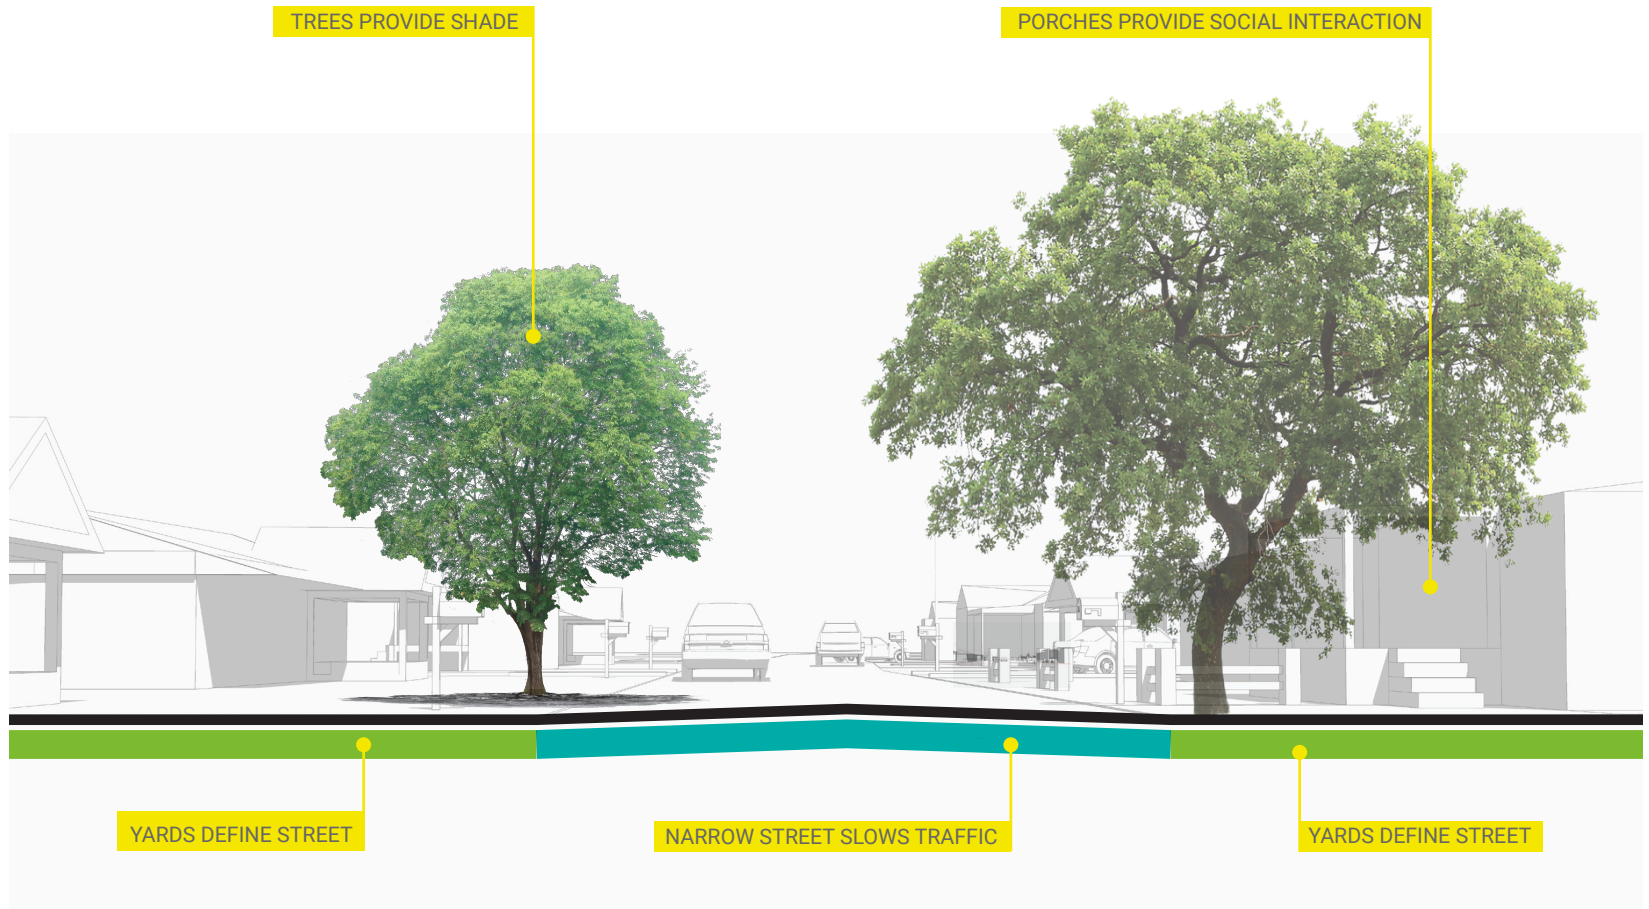 TREES PROVIDE SHADE
PORCHES PROVIDE SOCIAL INTERACTION
YARDS DEFINE STREET
NARROW STREET SLOWS TRAFFIC
YARDS DEFINE STREET